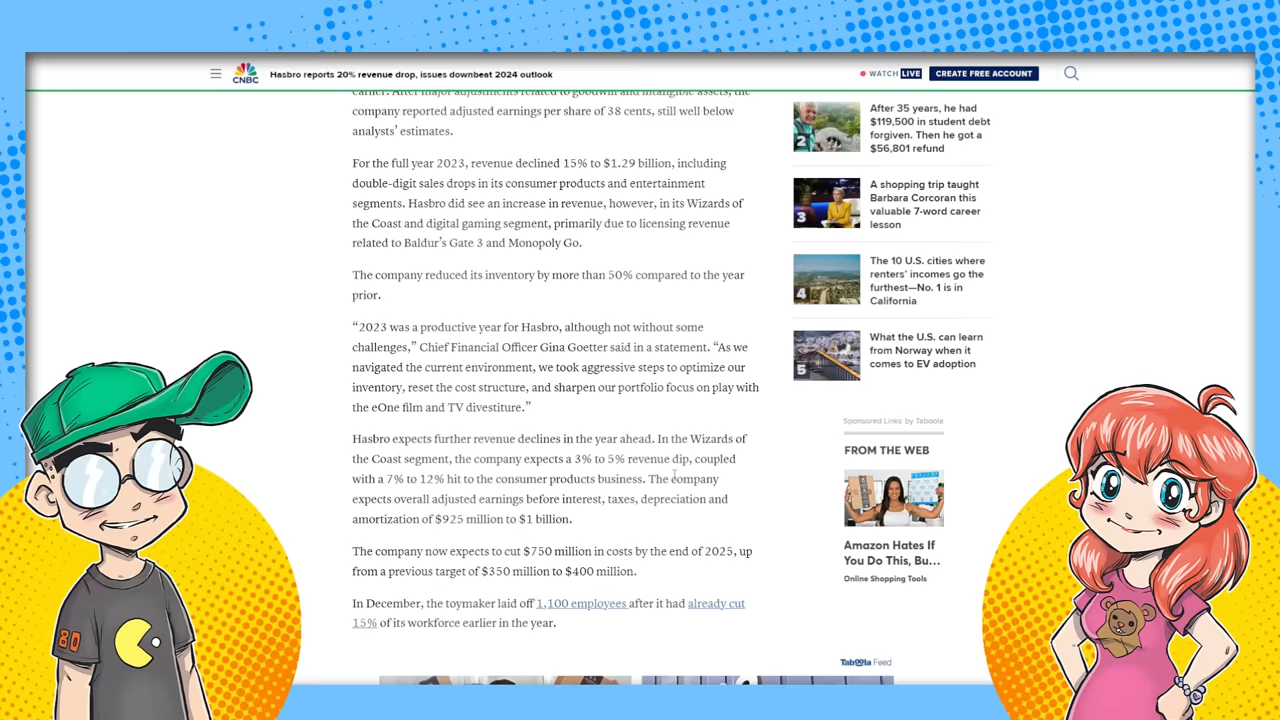 CNBC
Hasbro reports 20% revenue drop, issues downbeat 2024 outlook
WATCH LIVE
CREATE FREE ACCOUNT
earlier. After major adjustments related to goodwill and intangible assets, the
company reported adjusted earnings per share of 38 cents, still well below
analysts’ estimates.
For the full year 2023, revenue declined 15% to $1.29 billion, including
double-digit sales drops in its consumer products and entertainment
segments. Hasbro did see an increase in revenue, however, in its Wizards of
the Coast and digital gaming segment, primarily due to licensing revenue
related to Baldur’s Gate 3 and Monopoly Go.
The company reduced its inventory by more than 50% compared to the year
prior.
“2023 was a productive year for Hasbro, although not without some
challenges,” Chief Financial Officer Gina Goetter said in a statement. “As we
navigated the current environment, we took aggressive steps to optimize our
inventory, reset the cost structure, and sharpen our portfolio focus on play with
the eOne film and TV divestiture.”
Hasbro expects further revenue declines in the year ahead. In the Wizards of
the Coast segment, the company expects a 3% to 5% revenue dip, coupled
with a 7% to 12% hit to the consumer products business. The company
expects overall adjusted earnings before interest, taxes, depreciation and
amortization of $925 million to $1 billion.
The company now expects to cut $750 million in costs by the end of 2025, up
from a previous target of $350 million to $400 million.
In December, the toymaker laid off 1,100 employees after it had already cut
15% of its workforce earlier in the year.
2
After 35 years, he had
$119,500 in student debt
forgiven. Then he got a
$56,801 refund
3
A shopping trip taught
Barbara Corcoran this
valuable 7-word career
lesson
4
The 10 U.S. cities where
renters’ incomes go the
furthest—No. 1 is in
California
5
What the U.S. can learn
from Norway when it
comes to EV adoption
Sponsored Links by Taboola
FROM THE WEB
Amazon Hates If
You Do This, Bu...
Online Shopping Tools
Taboola Feed
80